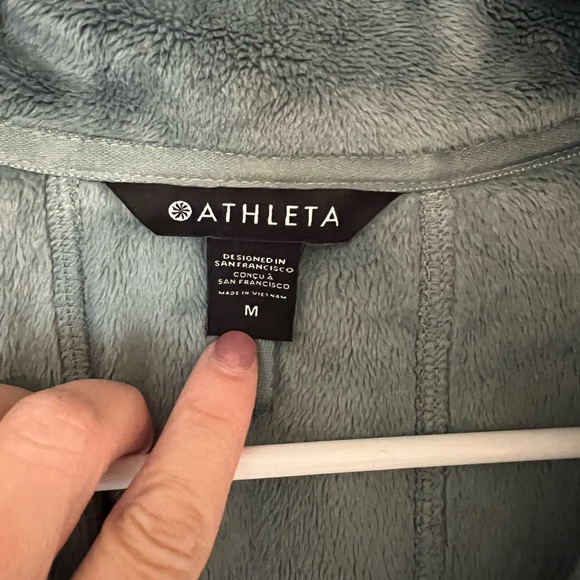 ATHLETA
DESIGNED IN
SAN FRANCISCO
CONÇU À
SAN FRANCISCO
MADE IN VIETNAM
M